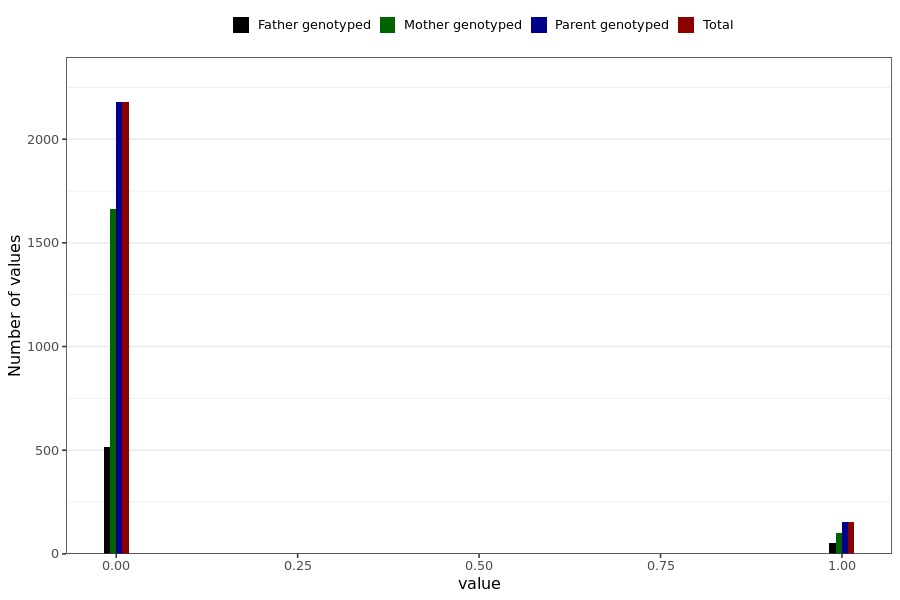 Father genotyped Mother genotyped Parent genotyped Total
Number of values
2000
1500
1000
500
0
0.00 0.25 0.50 0.75 1.00
value